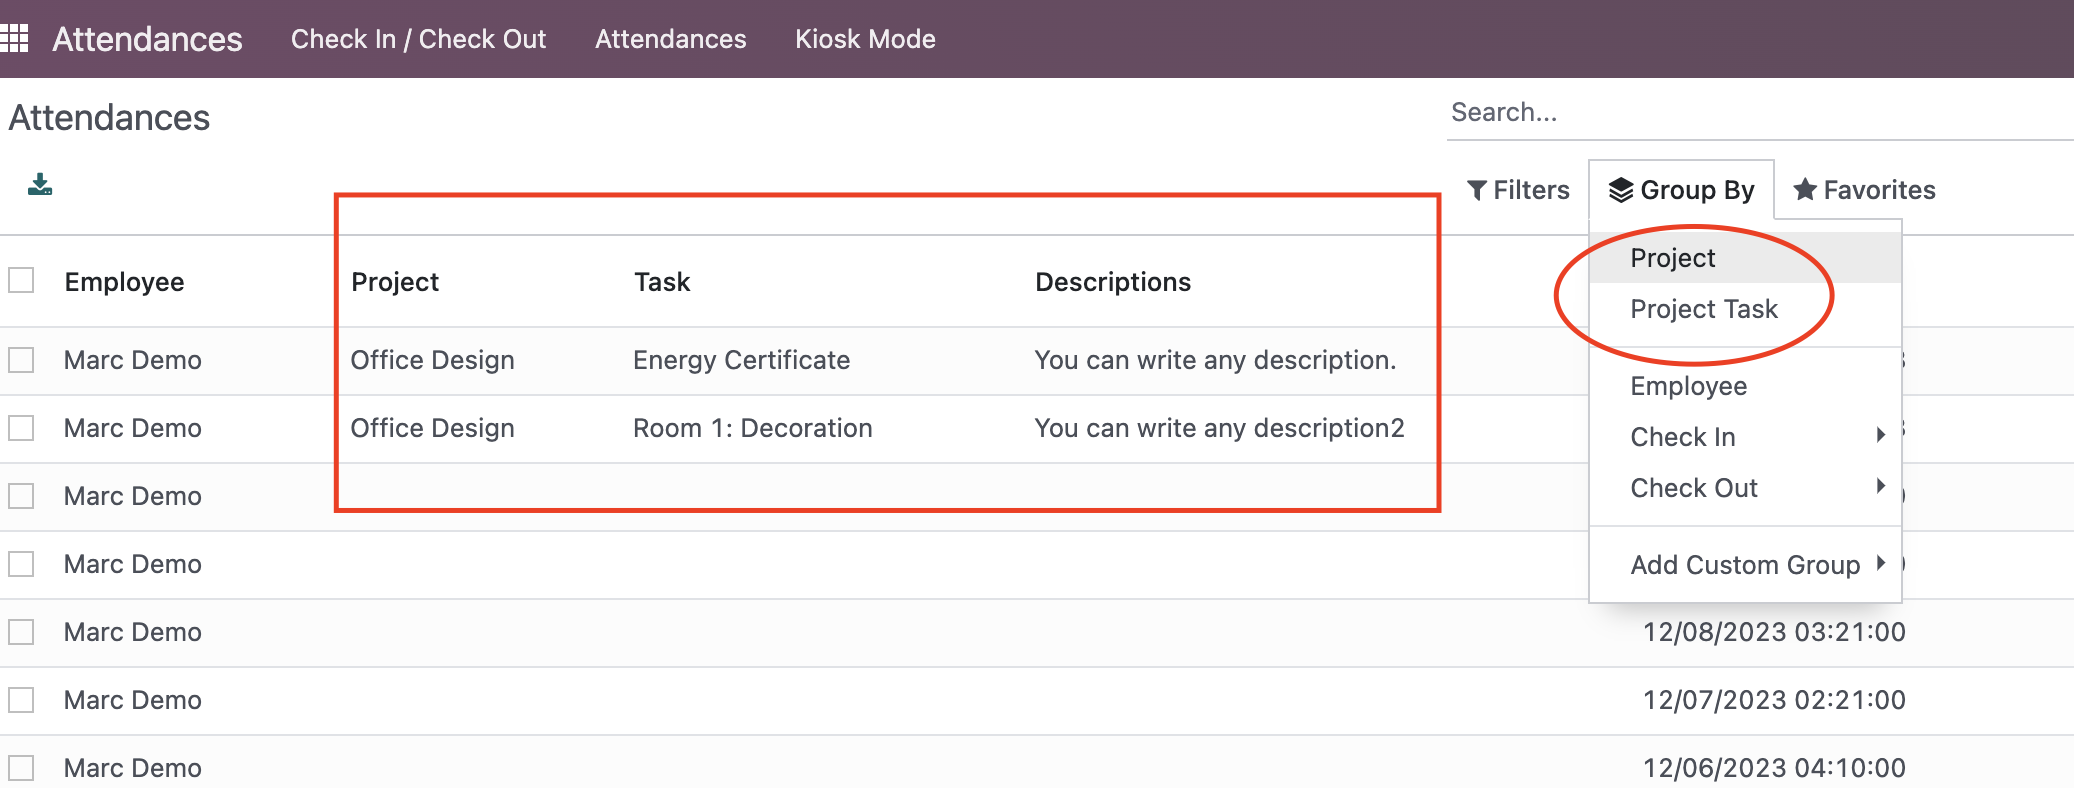 Attendances Check In / Check Out Attendances Kiosk Mode
Attendances
Search...
Filters Group By Favorites
Employee Project Task Descriptions
Project
Project Task
Marc Demo Office Design Energy Certificate You can write any description.
Employee
Marc Demo Office Design Room 1: Decoration You can write any description2
Check In
Marc Demo
Check Out
Marc Demo
Add Custom Group
Marc Demo 12/08/2023 03:21:00
Marc Demo 12/07/2023 02:21:00
Marc Demo 12/06/2023 04:10:00